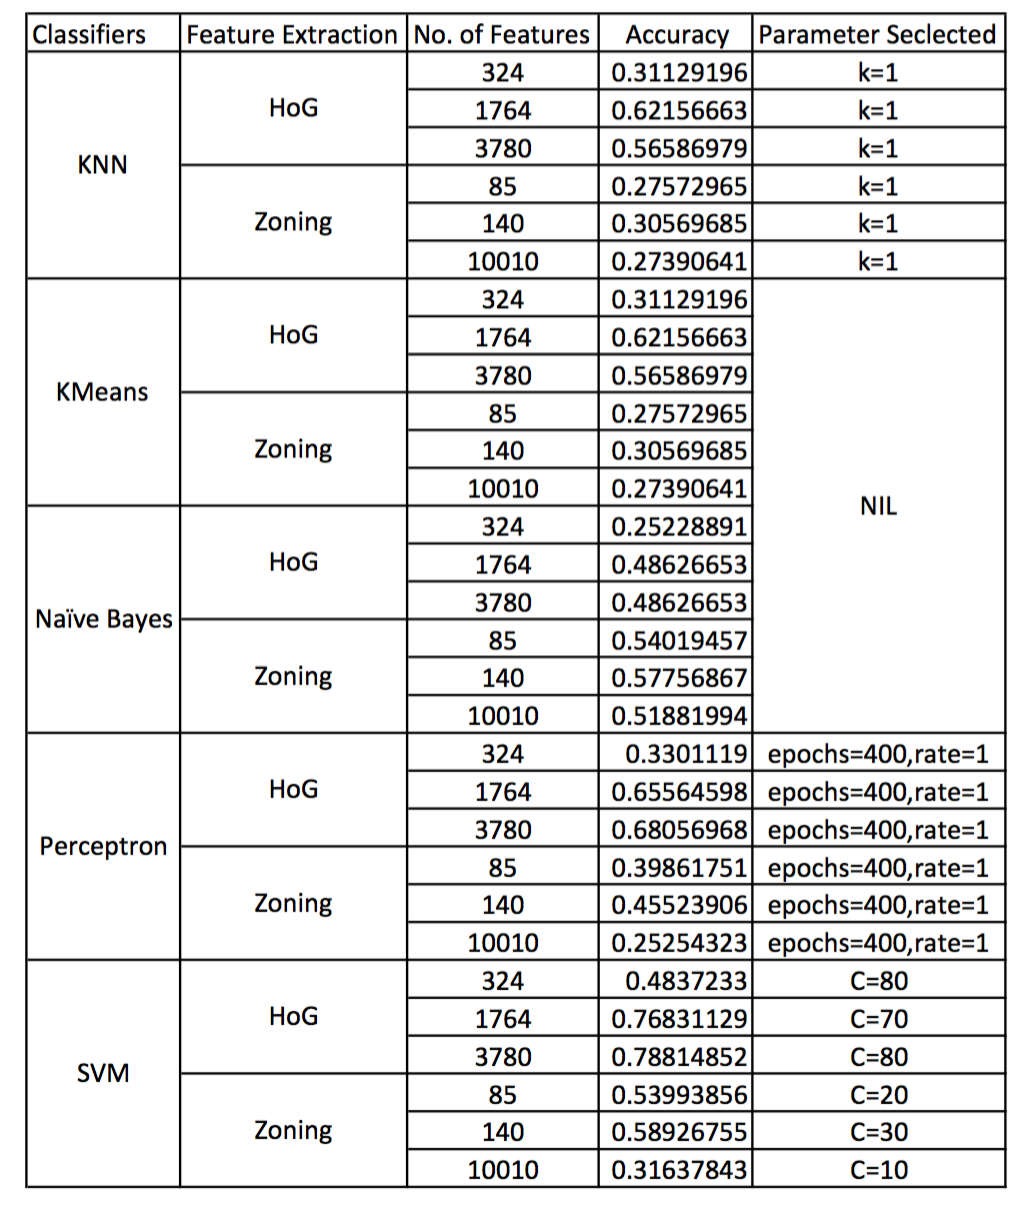 Classifiers Feature Extraction No. of Features Accuracy Parameter Seclected
KNN HoG 324 0.31129196 k=1
1764 0.62156663 k=1
3780 0.56586979 k=1
Zoning 85 0.27572965 k=1
140 0.30569685 k=1
10010 0.27390641 k=1
KMeans HoG 324 0.31129196 NIL
1764 0.62156663
3780 0.56586979
Zoning 85 0.27572965
140 0.30569685
10010 0.27390641
Naïve Bayes HoG 324 0.25228891
1764 0.48626653
3780 0.48626653
Zoning 85 0.54019457
140 0.57756867
10010 0.51881994
Perceptron HoG 324 0.3301119 epochs=400,rate=1
1764 0.65564598 epochs=400,rate=1
3780 0.68056968 epochs=400,rate=1
Zoning 85 0.39861751 epochs=400,rate=1
140 0.45523906 epochs=400,rate=1
10010 0.25254323 epochs=400,rate=1
SVM HoG 324 0.4837233 C=80
1764 0.76831129 C=70
3780 0.78814852 C=80
Zoning 85 0.53993856 C=20
140 0.58926755 C=30
10010 0.31637843 C=10